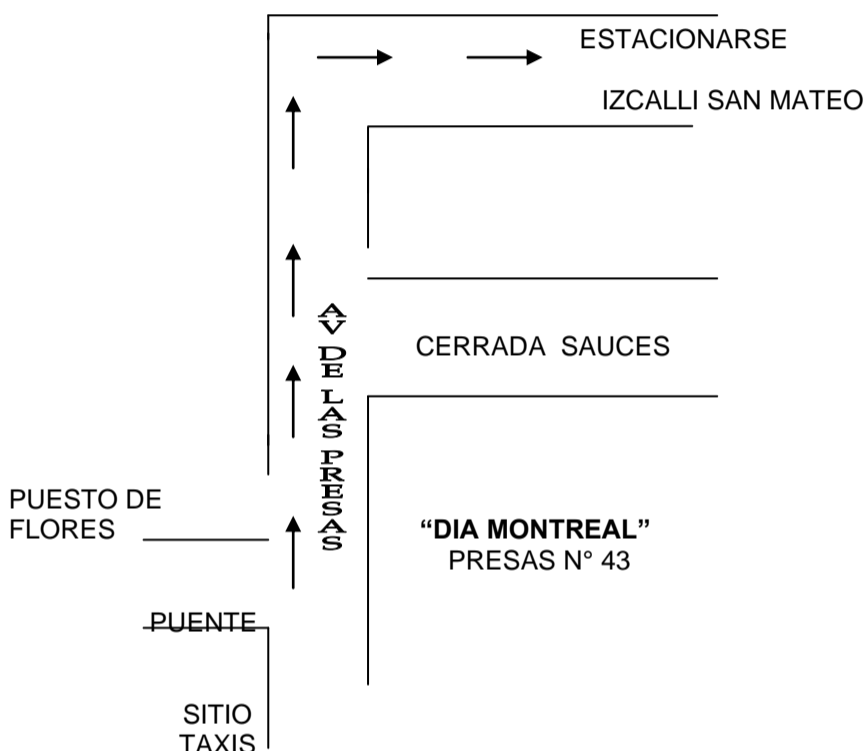 ESTACIONARSE
IZCALLI SAN MATEO
AV DE LAS PRESAS
CERRADA SAUCES
PUESTO DE
FLORES
“DIA MONTREAL”
PRESAS N° 43
PUENTE
SITIO
TAXIS